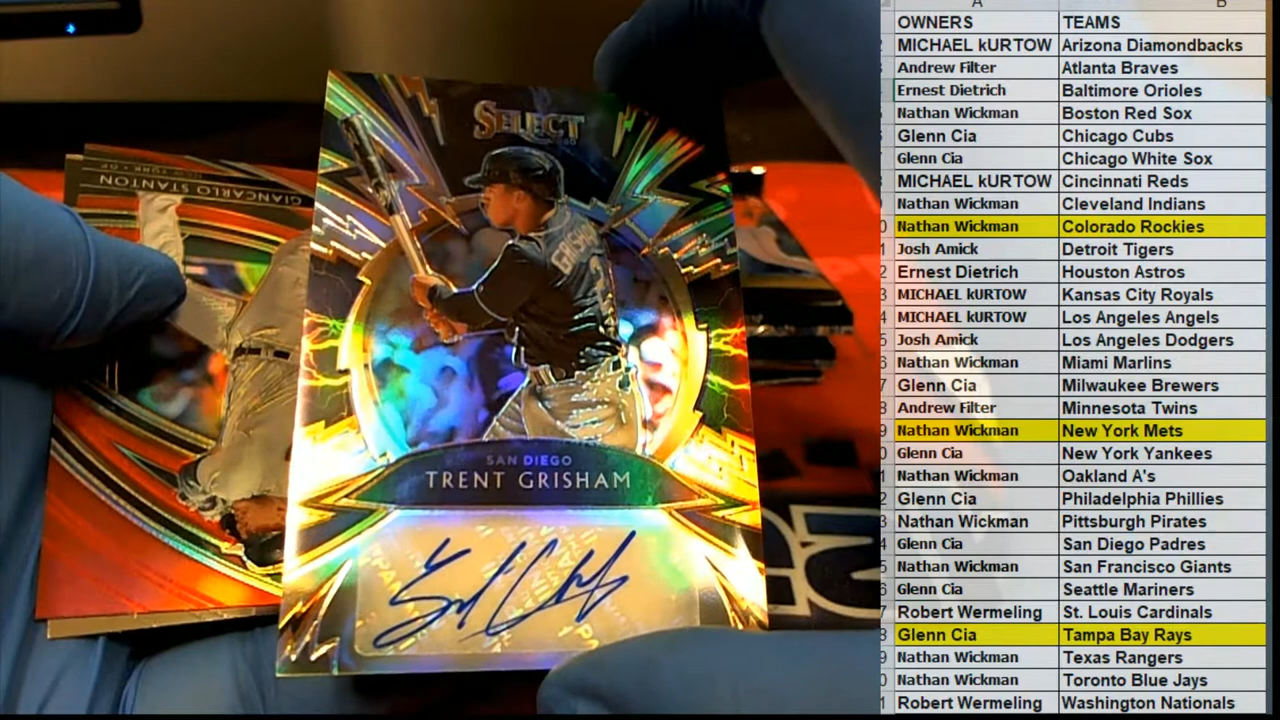 SELECT
GIANCARLO STANTON
NEW YORK • OF
GRISHAM
SAN DIEGO
TRENT GRISHAM
A
B
OWNERS TEAMS
MICHAEL kURTOW Arizona Diamondbacks
Andrew Filter Atlanta Braves
Ernest Dietrich Baltimore Orioles
Nathan Wickman Boston Red Sox
Glenn Cia Chicago Cubs
Glenn Cia Chicago White Sox
MICHAEL kURTOW Cincinnati Reds
Nathan Wickman Cleveland Indians
Nathan Wickman Colorado Rockies
Josh Amick Detroit Tigers
Ernest Dietrich Houston Astros
MICHAEL kURTOW Kansas City Royals
MICHAEL kURTOW Los Angeles Angels
Josh Amick Los Angeles Dodgers
Nathan Wickman Miami Marlins
Glenn Cia Milwaukee Brewers
Andrew Filter Minnesota Twins
Nathan Wickman New York Mets
Glenn Cia New York Yankees
Nathan Wickman Oakland A's
Glenn Cia Philadelphia Phillies
Nathan Wickman Pittsburgh Pirates
Glenn Cia San Diego Padres
Nathan Wickman San Francisco Giants
Glenn Cia Seattle Mariners
Robert Wermeling St. Louis Cardinals
Glenn Cia Tampa Bay Rays
Nathan Wickman Texas Rangers
Nathan Wickman Toronto Blue Jays
Robert Wermeling Washington Nationals